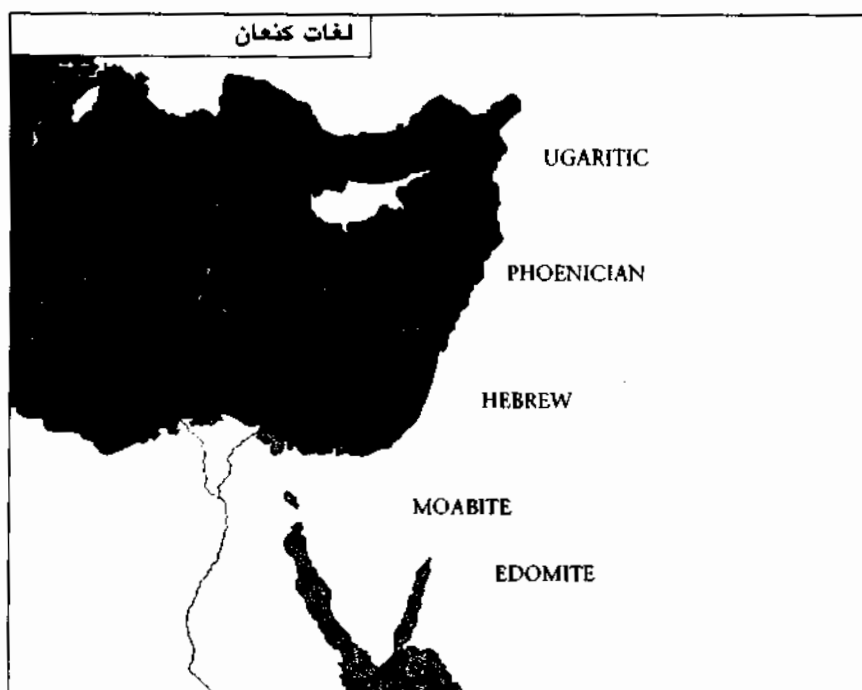 لغات كنعان
UGARITIC
PHOENICIAN
HEBREW
MOABITE
EDOMITE